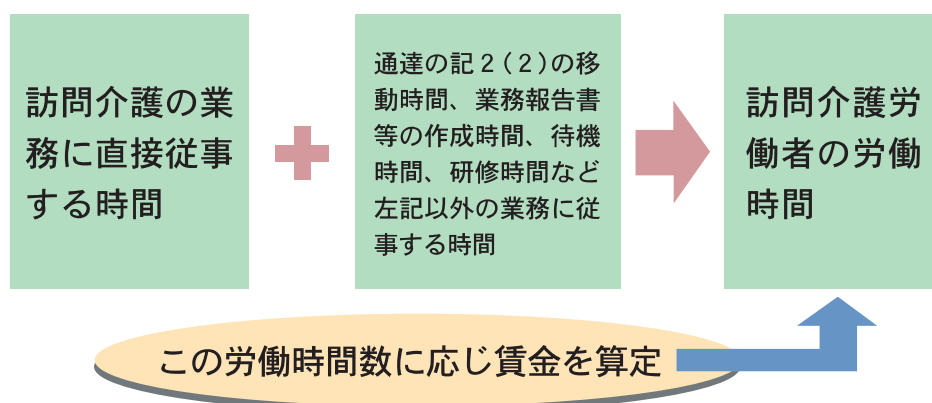 訪問介護の業
務に直接従事
する時間
通達の記2(2)の移
動時間、業務報告書
等の作成時間、待機
時間、研修時間など
左記以外の業務に従
事する時間
訪問介護労
働者の労働
時間
この労働時間数に応じ賃金を算定